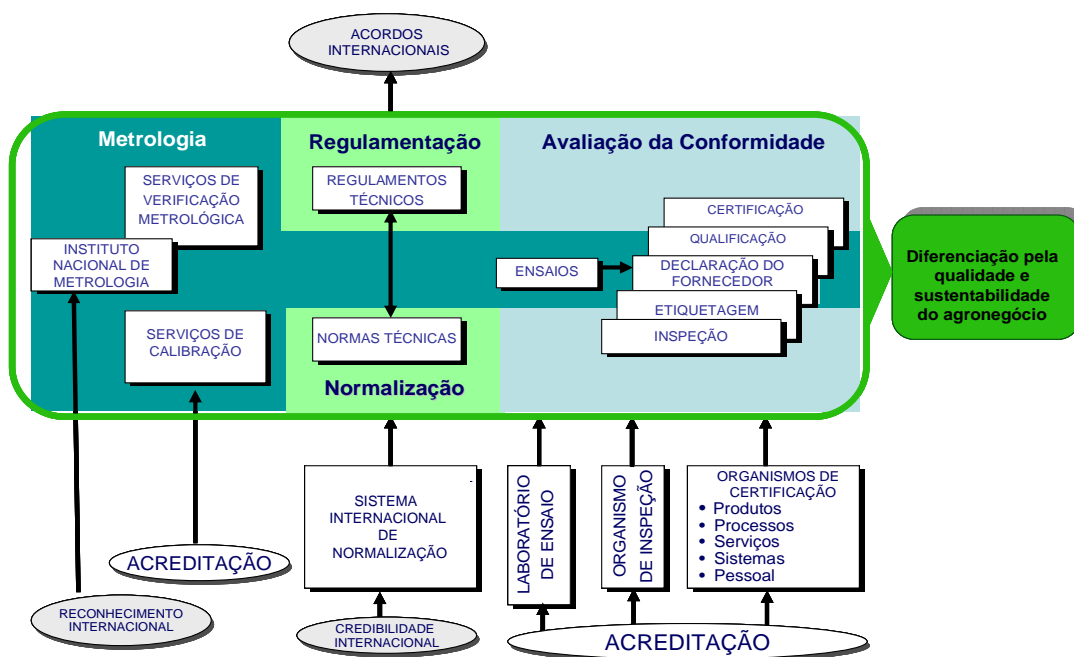 ACORDOS
INTERNACIONAIS
Metrologia
Regulamentação
Avaliação da Conformidade
SERVIÇOS DE
VERIFICAÇÃO
METROLÓGICA
REGULAMENTOS
TÉCNICOS
CERTIFICAÇÃO
QUALIFICAÇÃO
INSTITUTO
NACIONAL DE
METROLOGIA
ENSAIOS
DECLARAÇÃO DO
FORNECEDOR
ETIQUETAGEM
INSPEÇÃO
Diferenciação pela
qualidade e
sustentabilidade
do agronegócio
SERVIÇOS DE
CALIBRAÇÃO
NORMAS TÉCNICAS
Normalização
SISTEMA
INTERNACIONAL
DE
NORMALIZAÇÃO
LABORATÓRIO
DE ENSAIO
ORGANISMO
DE INSPEÇÃO
ORGANISMOS DE
CERTIFICAÇÃO
• Produtos
• Processos
• Serviços
• Sistemas
• Pessoal
ACREDITAÇÃO
RECONHECIMENTO
INTERNACIONAL
CREDIBILIDADE
INTERNACIONAL
ACREDITAÇÃO